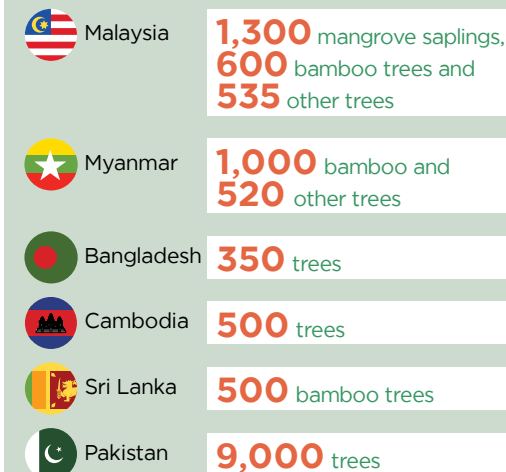 Malaysia
1,300 mangrove saplings,
600 bamboo trees and
535 other trees
Myanmar
1,000 bamboo and
520 other trees
Bangladesh
350 trees
Cambodia
500 trees
Sri Lanka
500 bamboo trees
Pakistan
9,000 trees